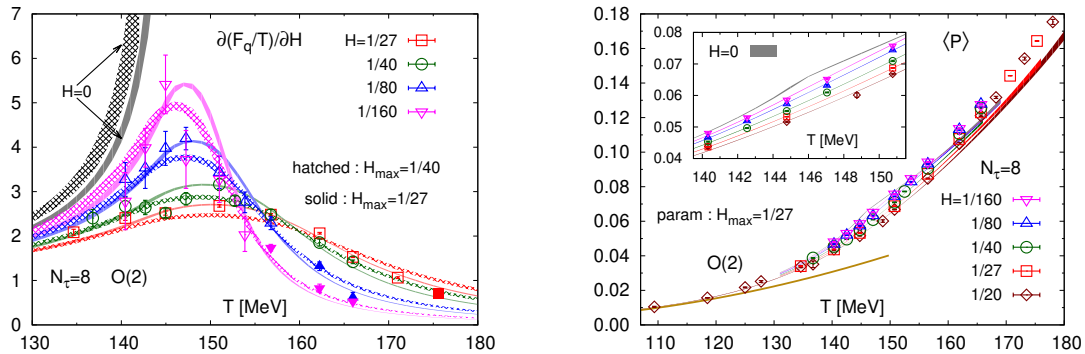 7
6
5
4
3
2
1
0
130 140 150 160 170 180
∂(F_q/T)/∂H
H=1/27
1/40
1/80
1/160
H=0
hatched : H_max=1/40
solid : H_max=1/27
N_τ=8 O(2)
T [MeV]
0.18
0.16
0.14
0.12
0.10
0.08
0.06
0.04
0.02
0.00
110 120 130 140 150 160 170 180
⟨P⟩
H=0
0.08
0.07
0.06
0.05
0.04
140 142 144 146 148 150
T [MeV]
N_τ=8
param : H_max=1/27
O(2)
H=1/160
1/80
1/40
1/27
1/20
T [MeV]